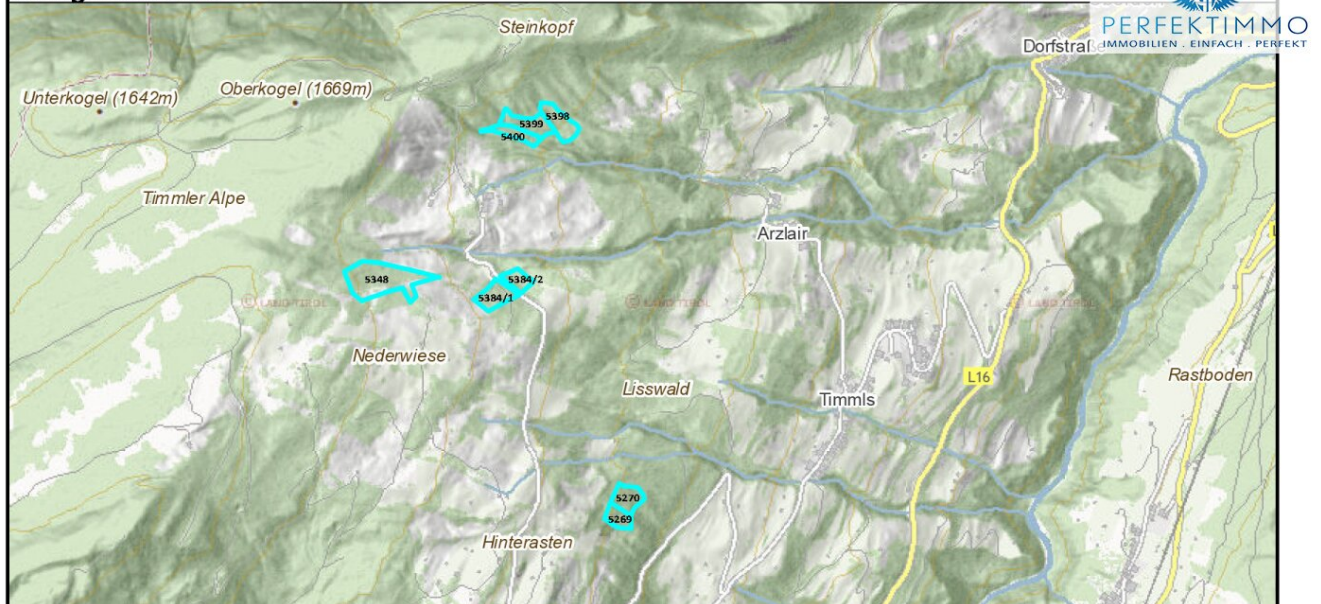 Steinkopf
PERFEKTIMMO
IMMOBILIEN . EINFACH . PERFEKT
Dorfstraße
Unterkogel (1642m)
Oberkogel (1669m)
5398
5399
5400
Timmler Alpe
Arzlair
5348
5384/2
5384/1
© LAND TIROL
© LAND TIROL
© LAND TIROL
Nederwiese
Lisswald
L16
Rastboden
Timmls
5270
5269
Hinterasten